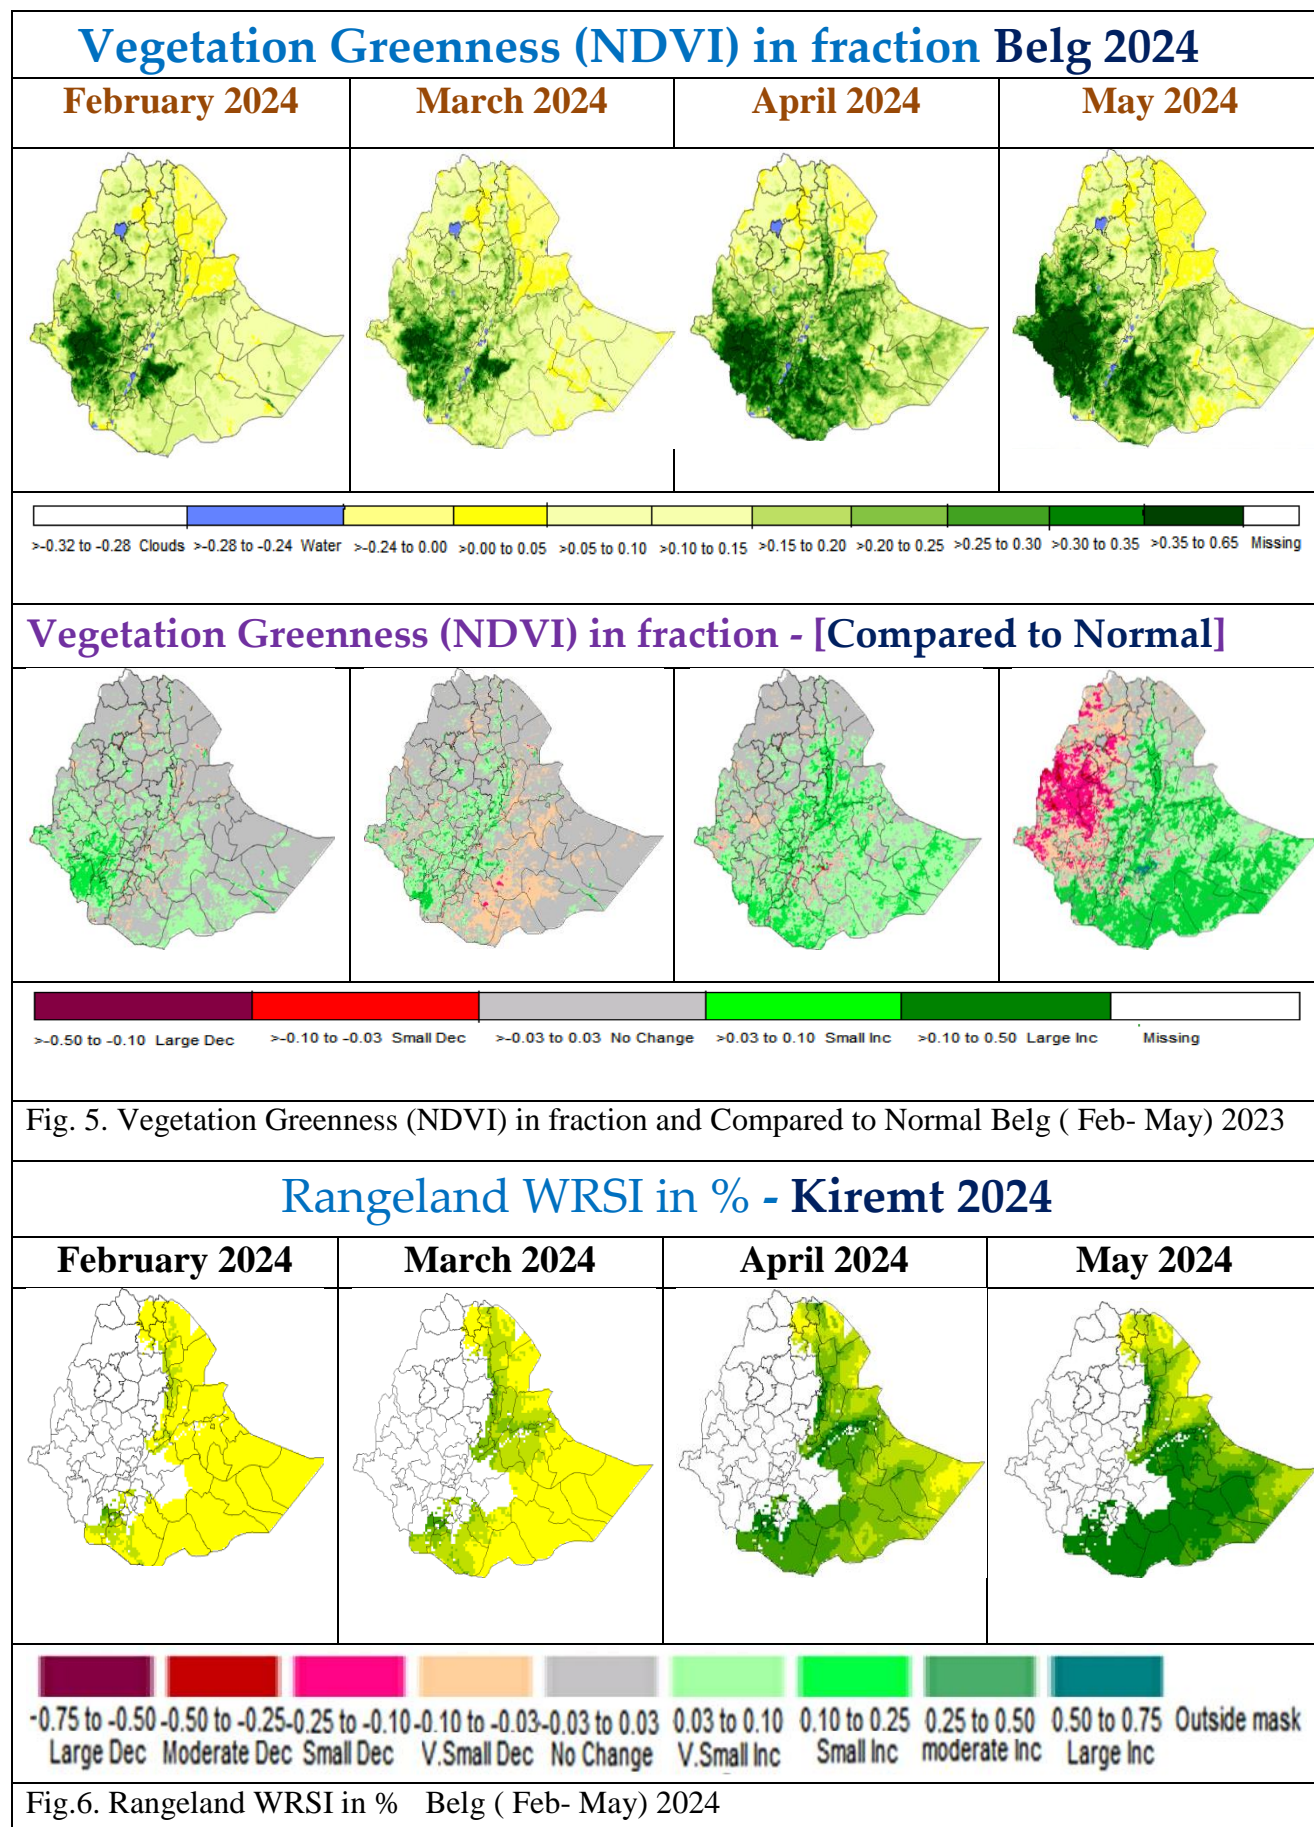 Vegetation Greenness (NDVI) in fraction Belg 2024
February 2024 March 2024 April 2024 May 2024
>-0.32 to -0.28 Clouds >-0.28 to -0.24 Water >-0.24 to 0.00 >0.00 to 0.05 >0.05 to 0.10 >0.10 to 0.15 >0.15 to 0.20 >0.20 to 0.25 >0.25 to 0.30 >0.30 to 0.35 >0.35 to 0.65 Missing
Vegetation Greenness (NDVI) in fraction - [Compared to Normal]
>-0.50 to -0.10 Large Dec >-0.10 to -0.03 Small Dec >-0.03 to 0.03 No Change >0.03 to 0.10 Small Inc >0.10 to 0.50 Large Inc Missing
Fig. 5. Vegetation Greenness (NDVI) in fraction and Compared to Normal Belg ( Feb- May) 2023
Rangeland WRSI in % - Kiremt 2024
February 2024 March 2024 April 2024 May 2024
-0.75 to -0.50 -0.50 to -0.25 -0.25 to -0.10 -0.10 to -0.03 -0.03 to 0.03 0.03 to 0.10 0.10 to 0.25 0.25 to 0.50 0.50 to 0.75 Outside mask
Large Dec Moderate Dec Small Dec V.Small Dec No Change V.Small Inc Small Inc moderate Inc Large Inc
Fig.6. Rangeland WRSI in % Belg ( Feb- May) 2024